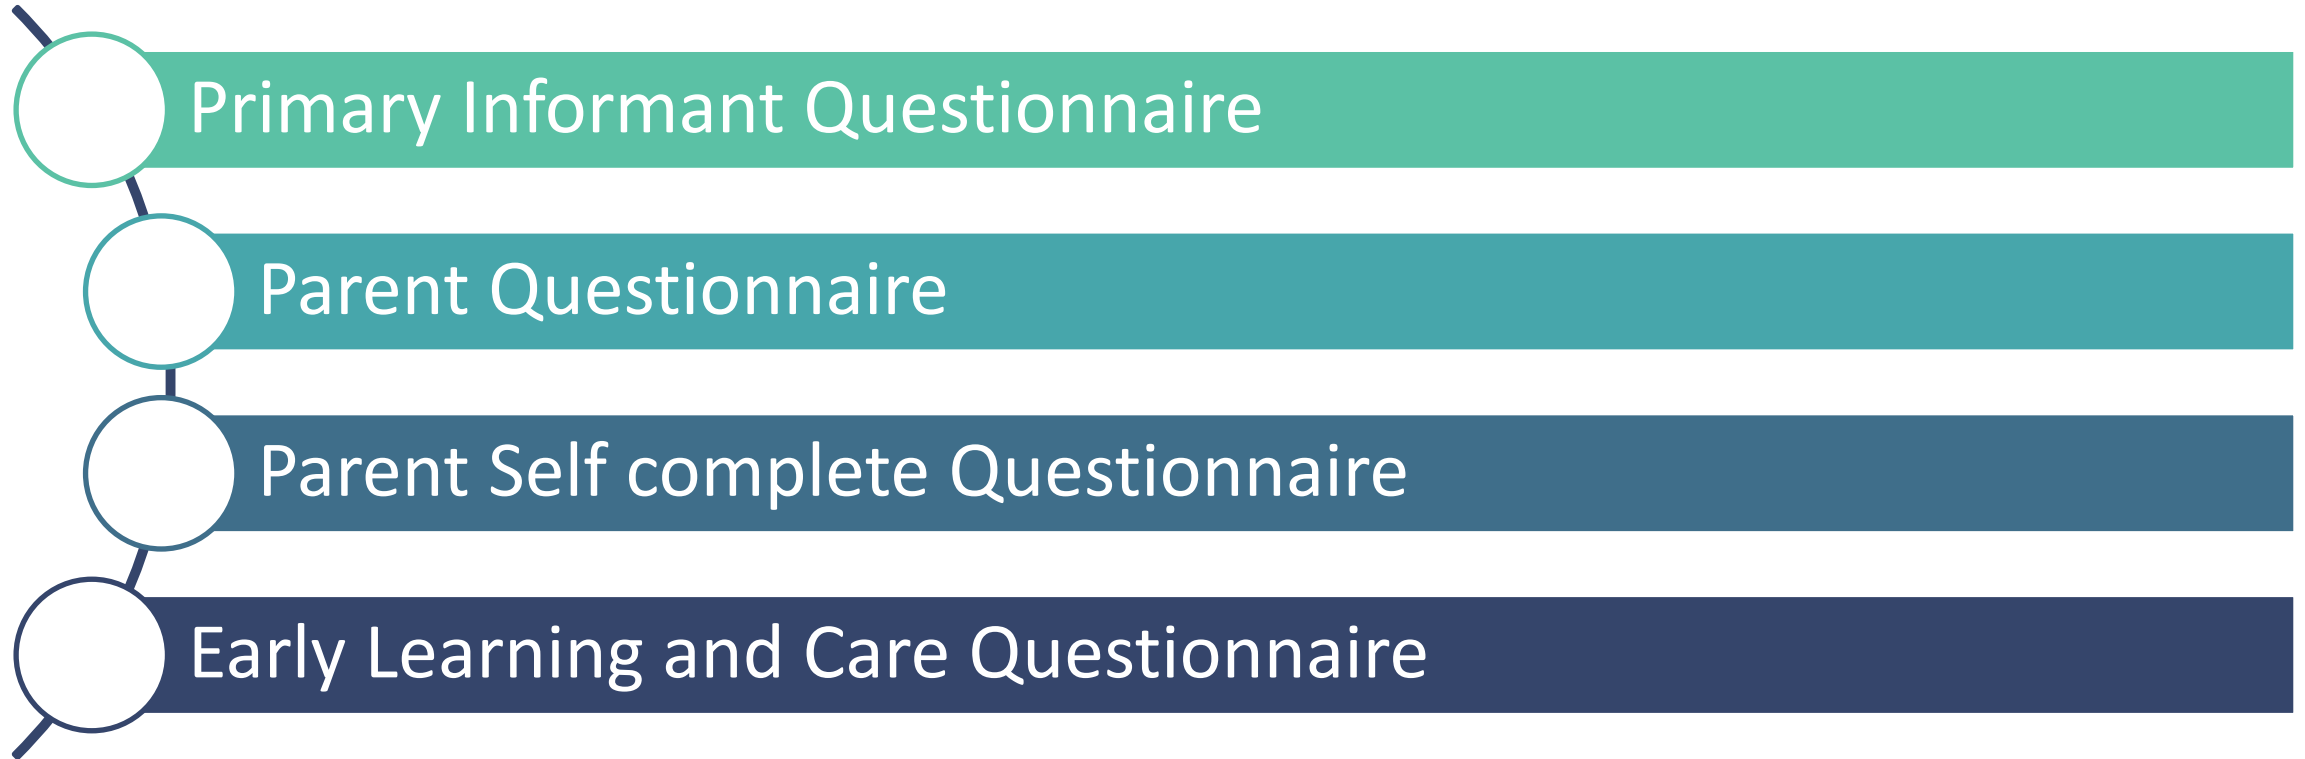 Primary Informant Questionnaire
Parent Questionnaire
Parent Self complete Questionnaire
Early Learning and Care Questionnaire